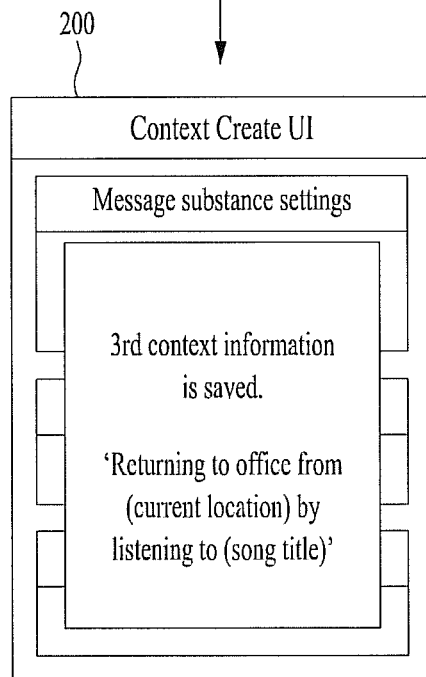 200
Context Create UI
Message substance settings
3rd context information
is saved.
‘Returning to office from
(current location) by
listening to (song title)’